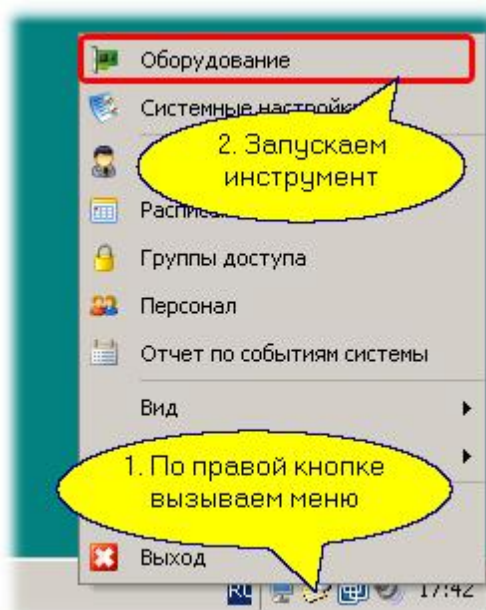 Оборудование
Системные настройки
2. Запускаем
инструмент
Группы доступа
Персонал
Отчет по событиям системы
Вид
1. По правой кнопке
вызываем меню
Выход
RU 17:42